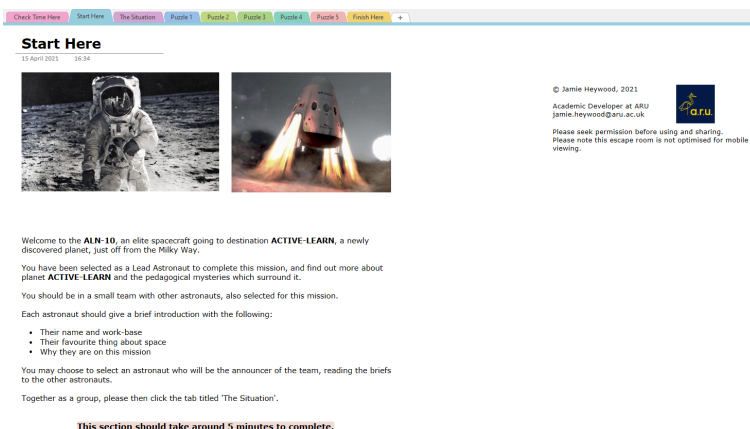 Check Time Here
Start Here
The Situation
Puzzle 1
Puzzle 2
Puzzle 3
Puzzle 4
Puzzle 5
Finish Here
+
Start Here
15 April 2021 16:34
© Jamie Heywood, 2021
Academic Developer at ARU
jamie.heywood@aru.ac.uk
a.r.u.
Please seek permission before using and sharing.
Please note this escape room is not optimised for mobile
viewing.
Welcome to the ALN-10, an elite spacecraft going to destination ACTIVE-LEARN, a newly
discovered planet, just off from the Milky Way.
You have been selected as a Lead Astronaut to complete this mission, and find out more about
planet ACTIVE-LEARN and the pedagogical mysteries which surround it.
You should be in a small team with other astronauts, also selected for this mission.
Each astronaut should give a brief introduction with the following:
• Their name and work-base
• Their favourite thing about space
• Why they are on this mission
You may choose to select an astronaut who will be the announcer of the team, reading the briefs
to the other astronauts.
Together as a group, please then click the tab titled 'The Situation'.
This section should take around 5 minutes to complete.